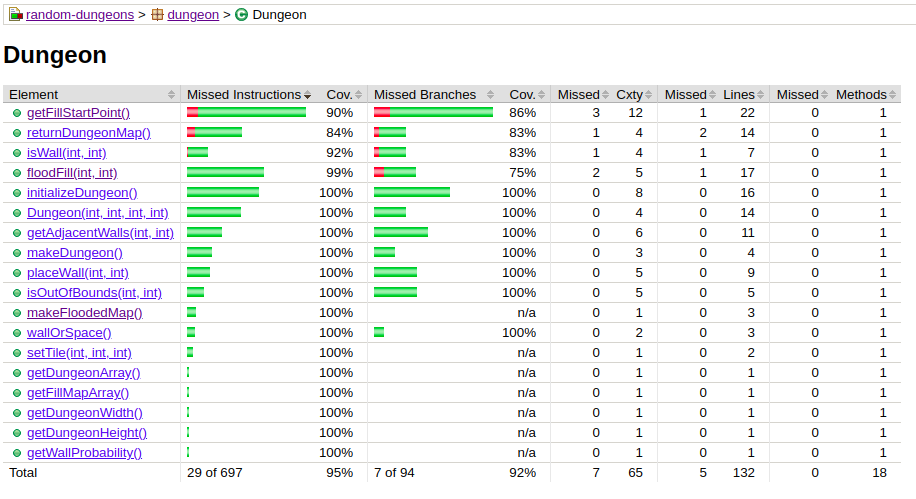 random-dungeons > dungeon > Dungeon
Dungeon
Element Missed Instructions Cov. Missed Branches Cov. Missed Cxty Missed Lines Missed Methods
getFillStartPoint() 90% 86% 3 12 1 22 0 1
returnDungeonMap() 84% 83% 1 4 2 14 0 1
isWall(int, int) 92% 83% 1 4 1 7 0 1
floodFill(int, int) 99% 75% 2 5 1 17 0 1
initializeDungeon() 100% 100% 0 8 0 16 0 1
Dungeon(int, int, int, int) 100% 100% 0 4 0 14 0 1
getAdjacentWalls(int, int) 100% 100% 0 6 0 11 0 1
makeDungeon() 100% 100% 0 3 0 4 0 1
placeWall(int, int) 100% 100% 0 5 0 9 0 1
isOutOfBounds(int, int) 100% 100% 0 5 0 5 0 1
makeFloodedMap() 100% n/a 0 1 0 3 0 1
wallOrSpace() 100% 100% 0 2 0 3 0 1
setTile(int, int, int) 100% n/a 0 1 0 2 0 1
getDungeonArray() 100% n/a 0 1 0 1 0 1
getFillMapArray() 100% n/a 0 1 0 1 0 1
getDungeonWidth() 100% n/a 0 1 0 1 0 1
getDungeonHeight() 100% n/a 0 1 0 1 0 1
getWallProbability() 100% n/a 0 1 0 1 0 1
Total 29 of 697 95% 7 of 94 92% 7 65 5 132 0 18